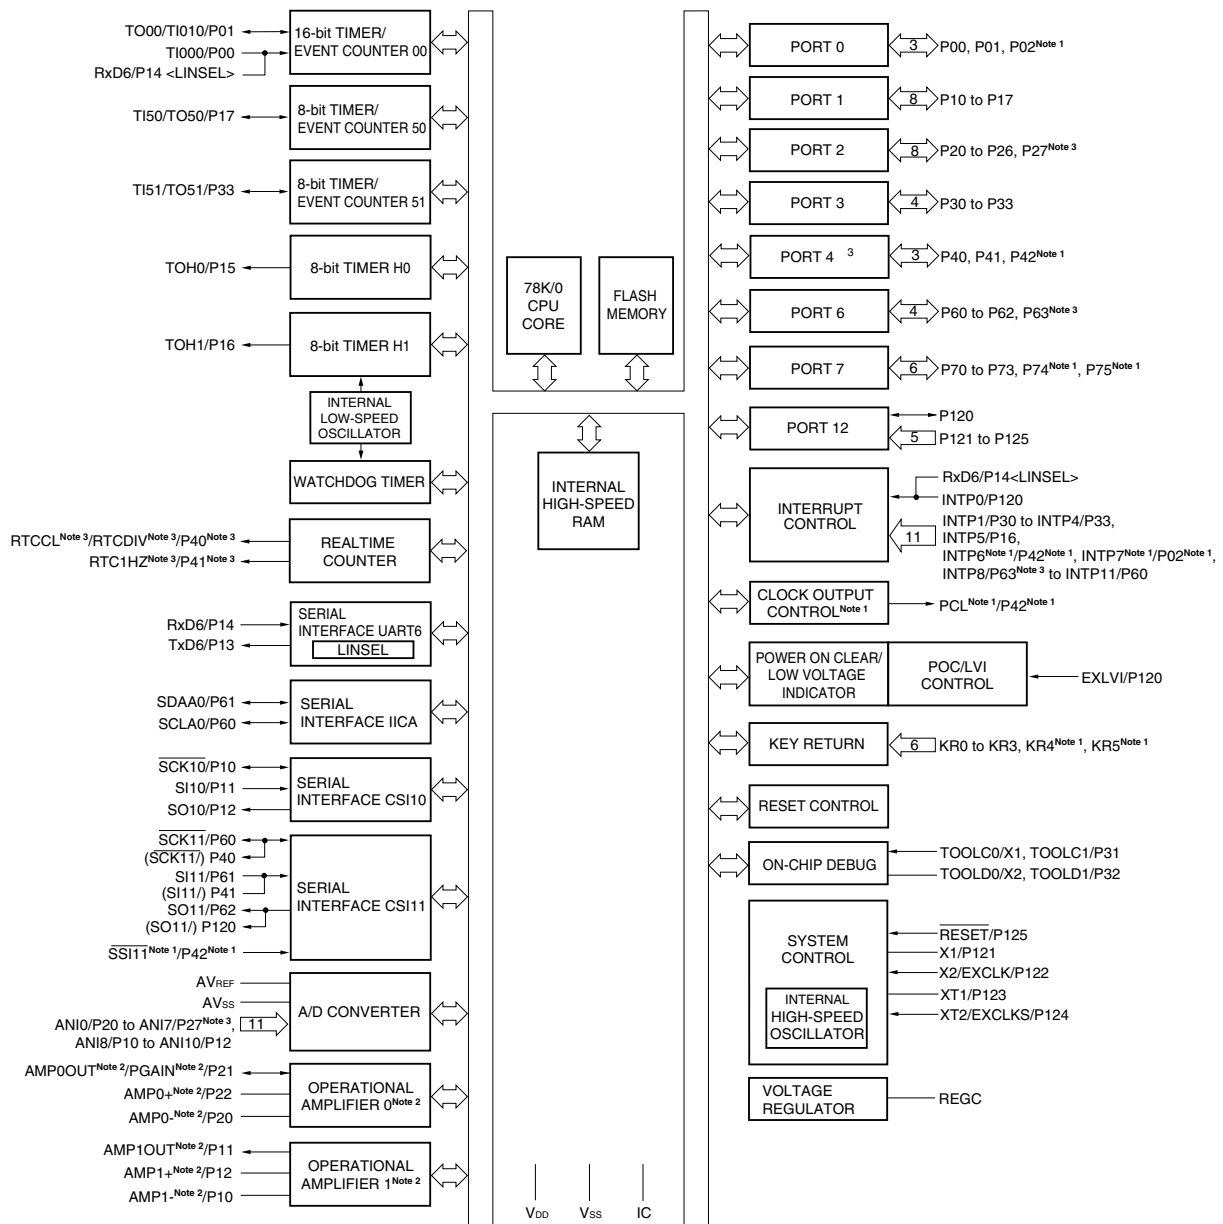 TO00/TI010/P01
TI000/P00
RxD6/P14 <LINSEL>
16-bit TIMER/
EVENT COUNTER 00
TI50/TO50/P17
8-bit TIMER/
EVENT COUNTER 50
TI51/TO51/P33
8-bit TIMER/
EVENT COUNTER 51
TOH0/P15
8-bit TIMER H0
TOH1/P16
8-bit TIMER H1
INTERNAL
LOW-SPEED
OSCILLATOR
WATCHDOG TIMER
RTCCLNote 3/RTCDIVNote 3/P40Note 3
RTC1HZNote 3/P41Note 3
REALTIME
COUNTER
RxD6/P14
TxD6/P13
SERIAL
INTERFACE UART6
LINSEL
SDAA0/P61
SCLA0/P60
SERIAL
INTERFACE IICA
SCK10/P10
SI10/P11
SO10/P12
SERIAL
INTERFACE CSI10
SCK11/P60
(SCK11/) P40
SI11/P61
(SI11/) P41
SO11/P62
(SO11/) P120
SSI11Note 1/P42Note 1
SERIAL
INTERFACE CSI11
AVREF
AVSS
ANI0/P20 to ANI7/P27Note 3,
ANI8/P10 to ANI10/P12
11
A/D CONVERTER
AMP0OUTNote 2/PGAINNote 2/P21
AMP0+Note 2/P22
AMP0-Note 2/P20
OPERATIONAL
AMPLIFIER 0Note 2
AMP1OUTNote 2/P11
AMP1+Note 2/P12
AMP1-Note 2/P10
OPERATIONAL
AMPLIFIER 1Note 2
78K/0
CPU
CORE
FLASH
MEMORY
INTERNAL
HIGH-SPEED
RAM
VDD
VSS
IC
PORT 0
3
P00, P01, P02Note 1
PORT 1
8
P10 to P17
PORT 2
8
P20 to P26, P27Note 3
PORT 3
4
P30 to P33
PORT 4 3
3
P40, P41, P42Note 1
PORT 6
4
P60 to P62, P63Note 3
PORT 7
6
P70 to P73, P74Note 1, P75Note 1
PORT 12
P120
5
P121 to P125
INTERRUPT
CONTROL
RxD6/P14<LINSEL>
INTP0/P120
11
INTP1/P30 to INTP4/P33,
INTP5/P16,
INTP6Note 1/P42Note 1, INTP7Note 1/P02Note 1,
INTP8/P63Note 3 to INTP11/P60
CLOCK OUTPUT
CONTROLNote 1
PCLNote 1/P42Note 1
POWER ON CLEAR/
LOW VOLTAGE
INDICATOR
POC/LVI
CONTROL
EXLVI/P120
KEY RETURN
6
KR0 to KR3, KR4Note 1, KR5Note 1
RESET CONTROL
ON-CHIP DEBUG
TOOLC0/X1, TOOLC1/P31
TOOLD0/X2, TOOLD1/P32
SYSTEM
CONTROL
INTERNAL
HIGH-SPEED
OSCILLATOR
RESET/P125
X1/P121
X2/EXCLK/P122
XT1/P123
XT2/EXCLKS/P124
VOLTAGE
REGULATOR
REGC